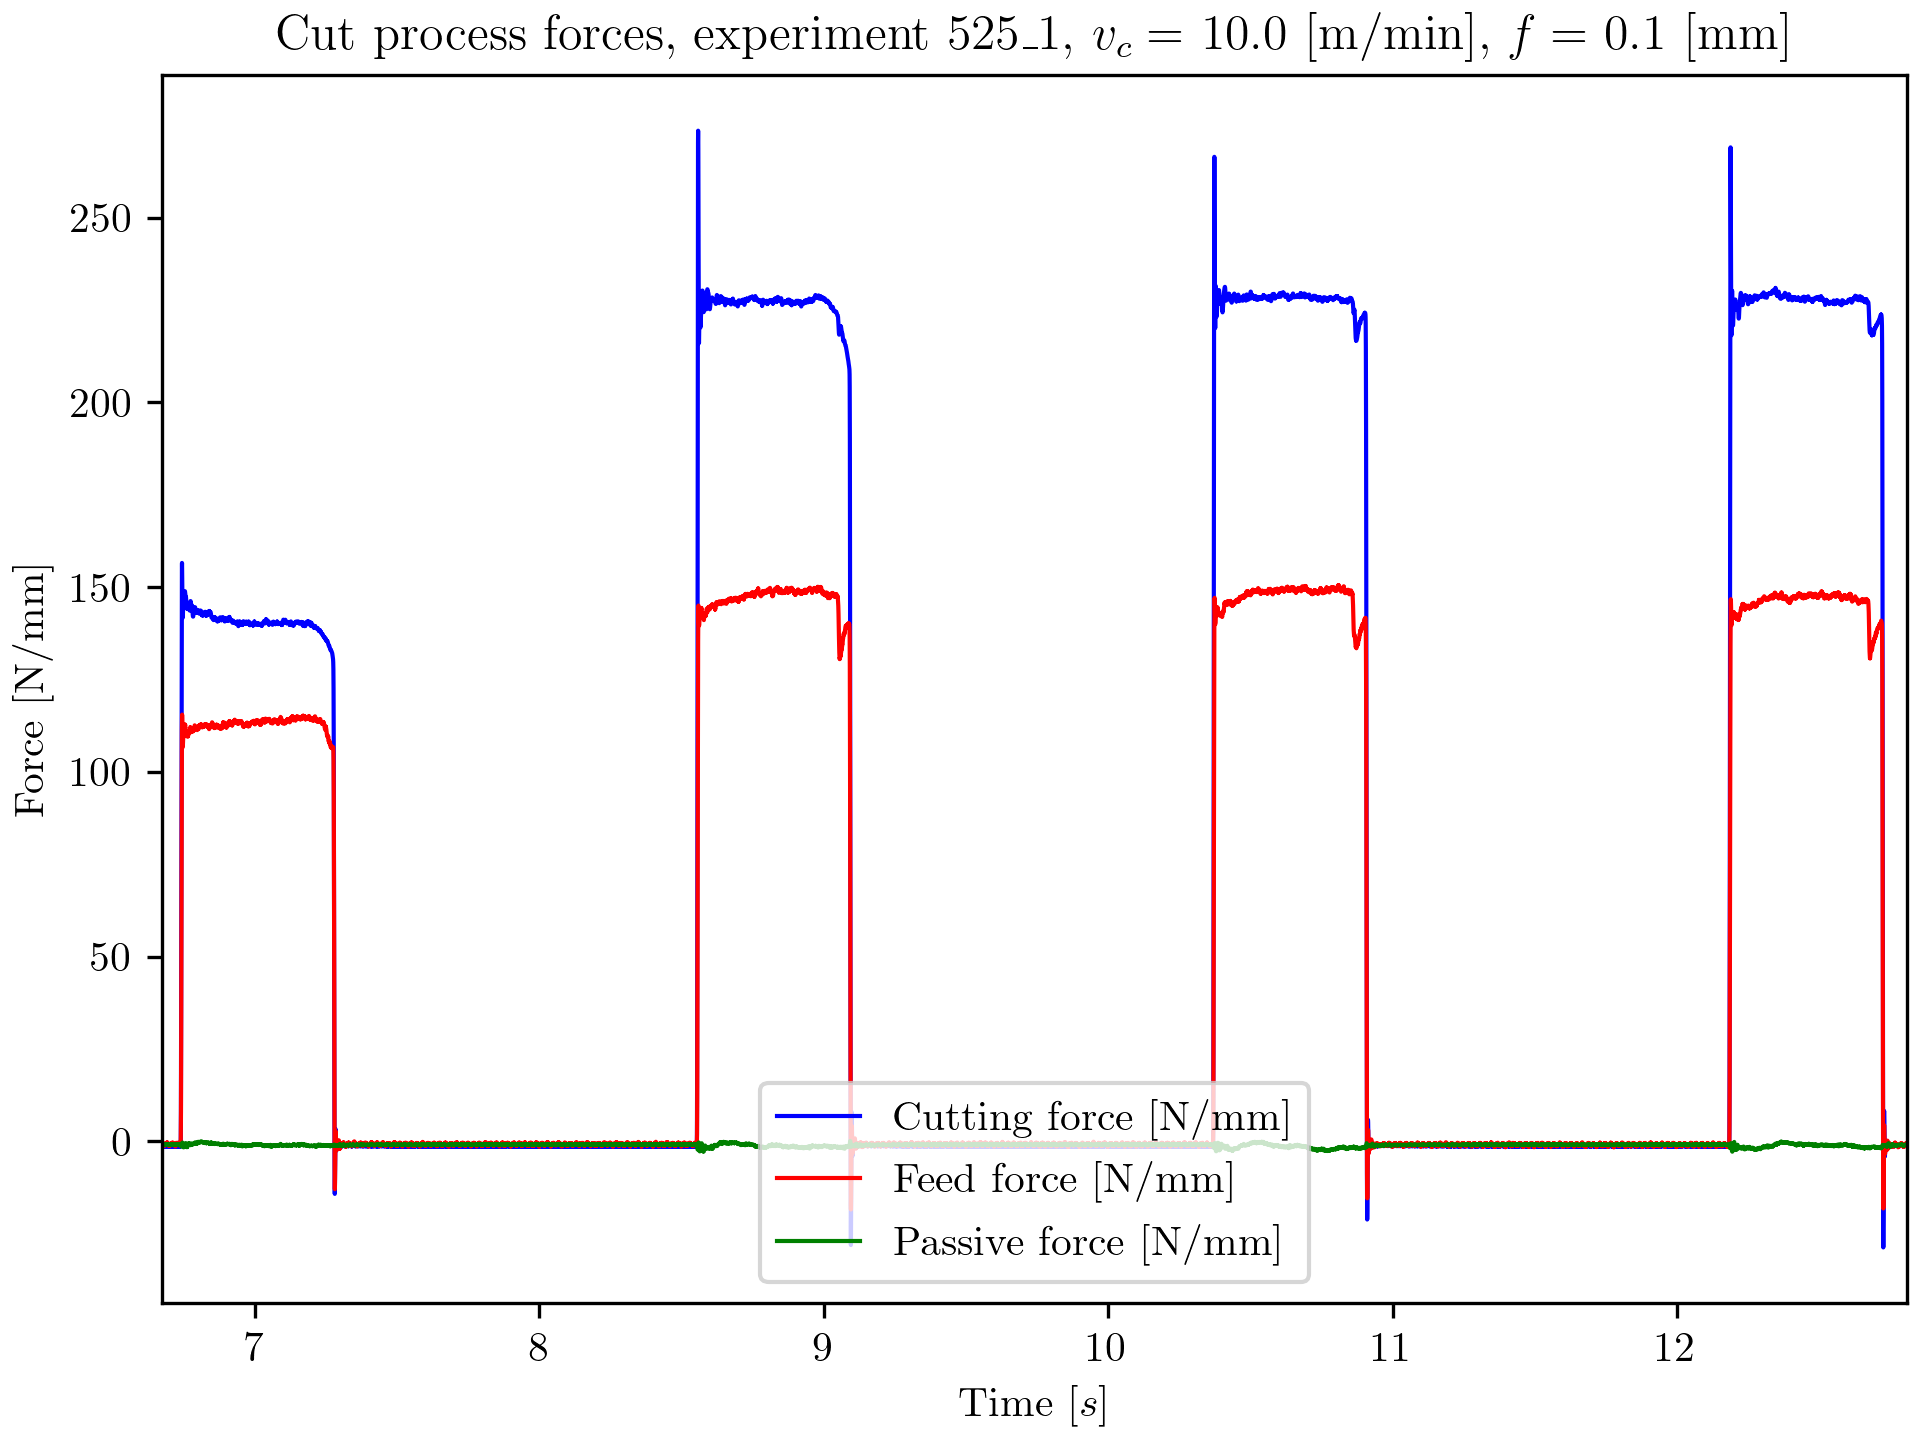 Cut process forces, experiment 525_1, v_c = 10.0 [m/min], f = 0.1 [mm]
Force [N/mm]
250
200
150
100
50
0
Cutting force [N/mm]
Feed force [N/mm]
Passive force [N/mm]
7 8 9 10 11 12
Time [s]